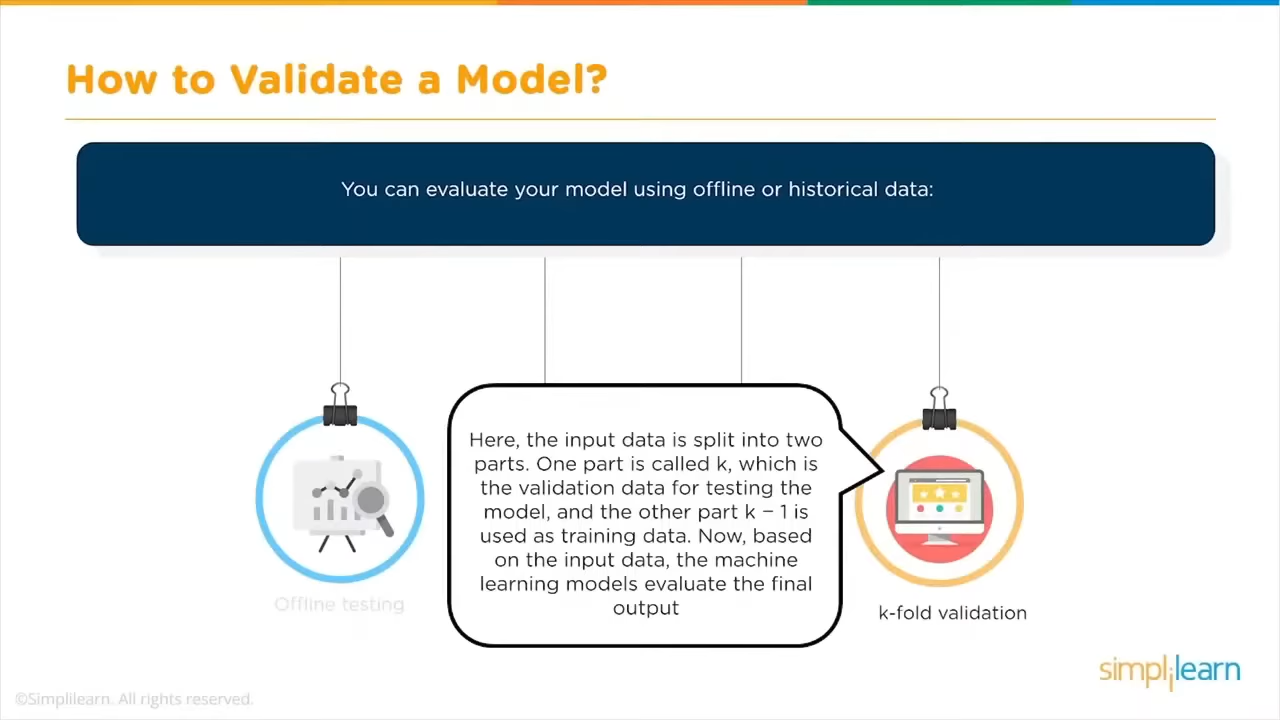 How to Validate a Model?
You can evaluate your model using offline or historical data:
Here, the input data is split into two
parts. One part is called k, which is
the validation data for testing the
model, and the other part k − 1 is
used as training data. Now, based
on the input data, the machine
learning models evaluate the final
output
Offline testing
k-fold validation
simplilearn
©Simplilearn. All rights reserved.